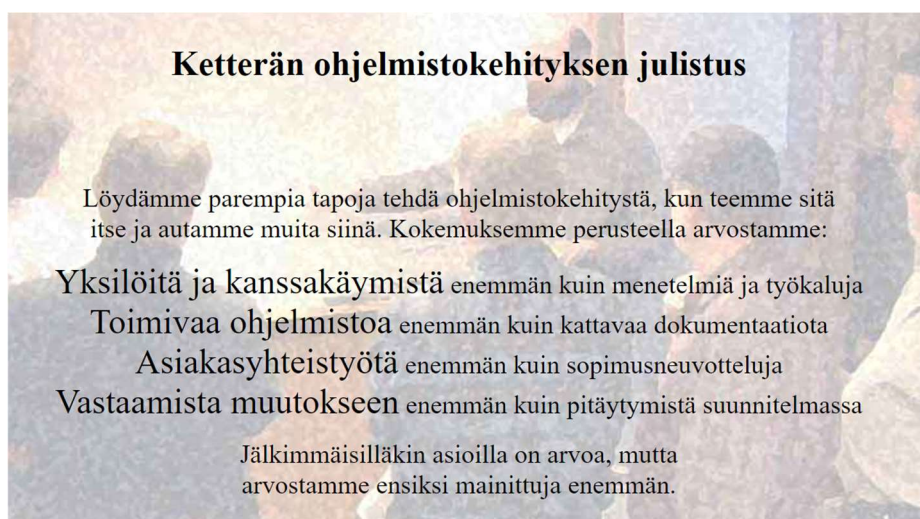 Ketterän ohjelmistokehityksen julistus
Löydämme parempia tapoja tehdä ohjelmistokehitystä, kun teemme sitä
itse ja autamme muita siinä. Kokemuksemme perusteella arvostamme:
Yksilöitä ja kanssakäymistä enemmän kuin menetelmiä ja työkaluja
Toimivaa ohjelmistoa enemmän kuin kattavaa dokumentaatiota
Asiakasyhteistyötä enemmän kuin sopimusneuvotteluja
Vastaamista muutokseen enemmän kuin pitäytymistä suunnitelmassa
Jälkimmäisilläkin asioilla on arvoa, mutta
arvostamme ensiksi mainittuja enemmän.